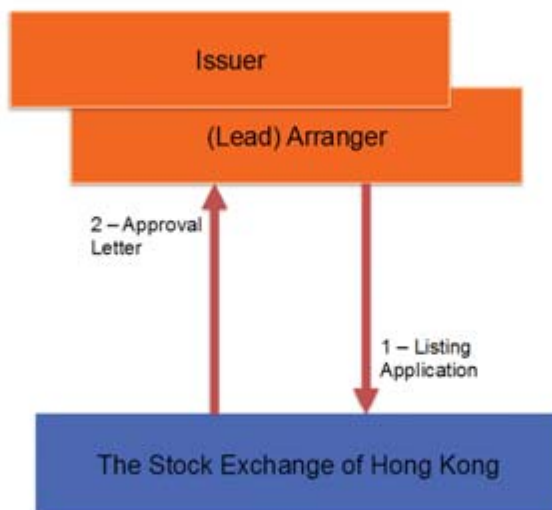 Issuer
(Lead) Arranger
2 – Approval
Letter
1 – Listing
Application
The Stock Exchange of Hong Kong